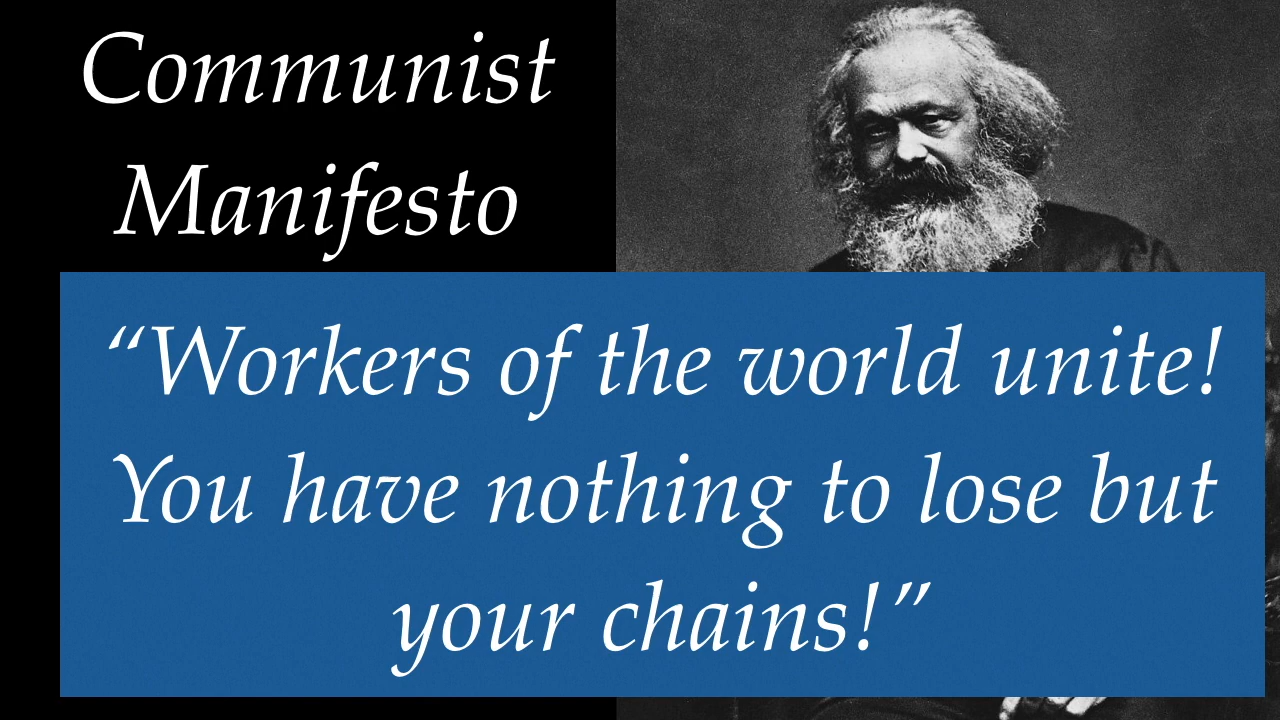 Communist
Manifesto
“Workers of the world unite!
You have nothing to lose but
your chains!”